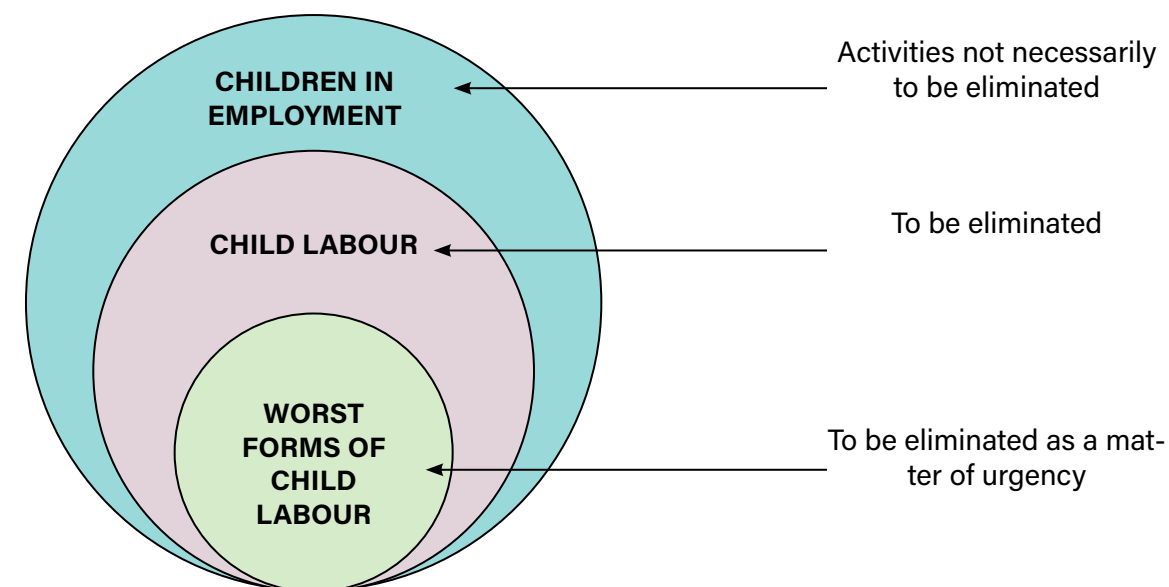 CHILDREN IN
EMPLOYMENT
Activities not necessarily
to be eliminated
CHILD LABOUR
To be eliminated
WORST
FORMS OF
CHILD
LABOUR
To be eliminated as a mat-
ter of urgency